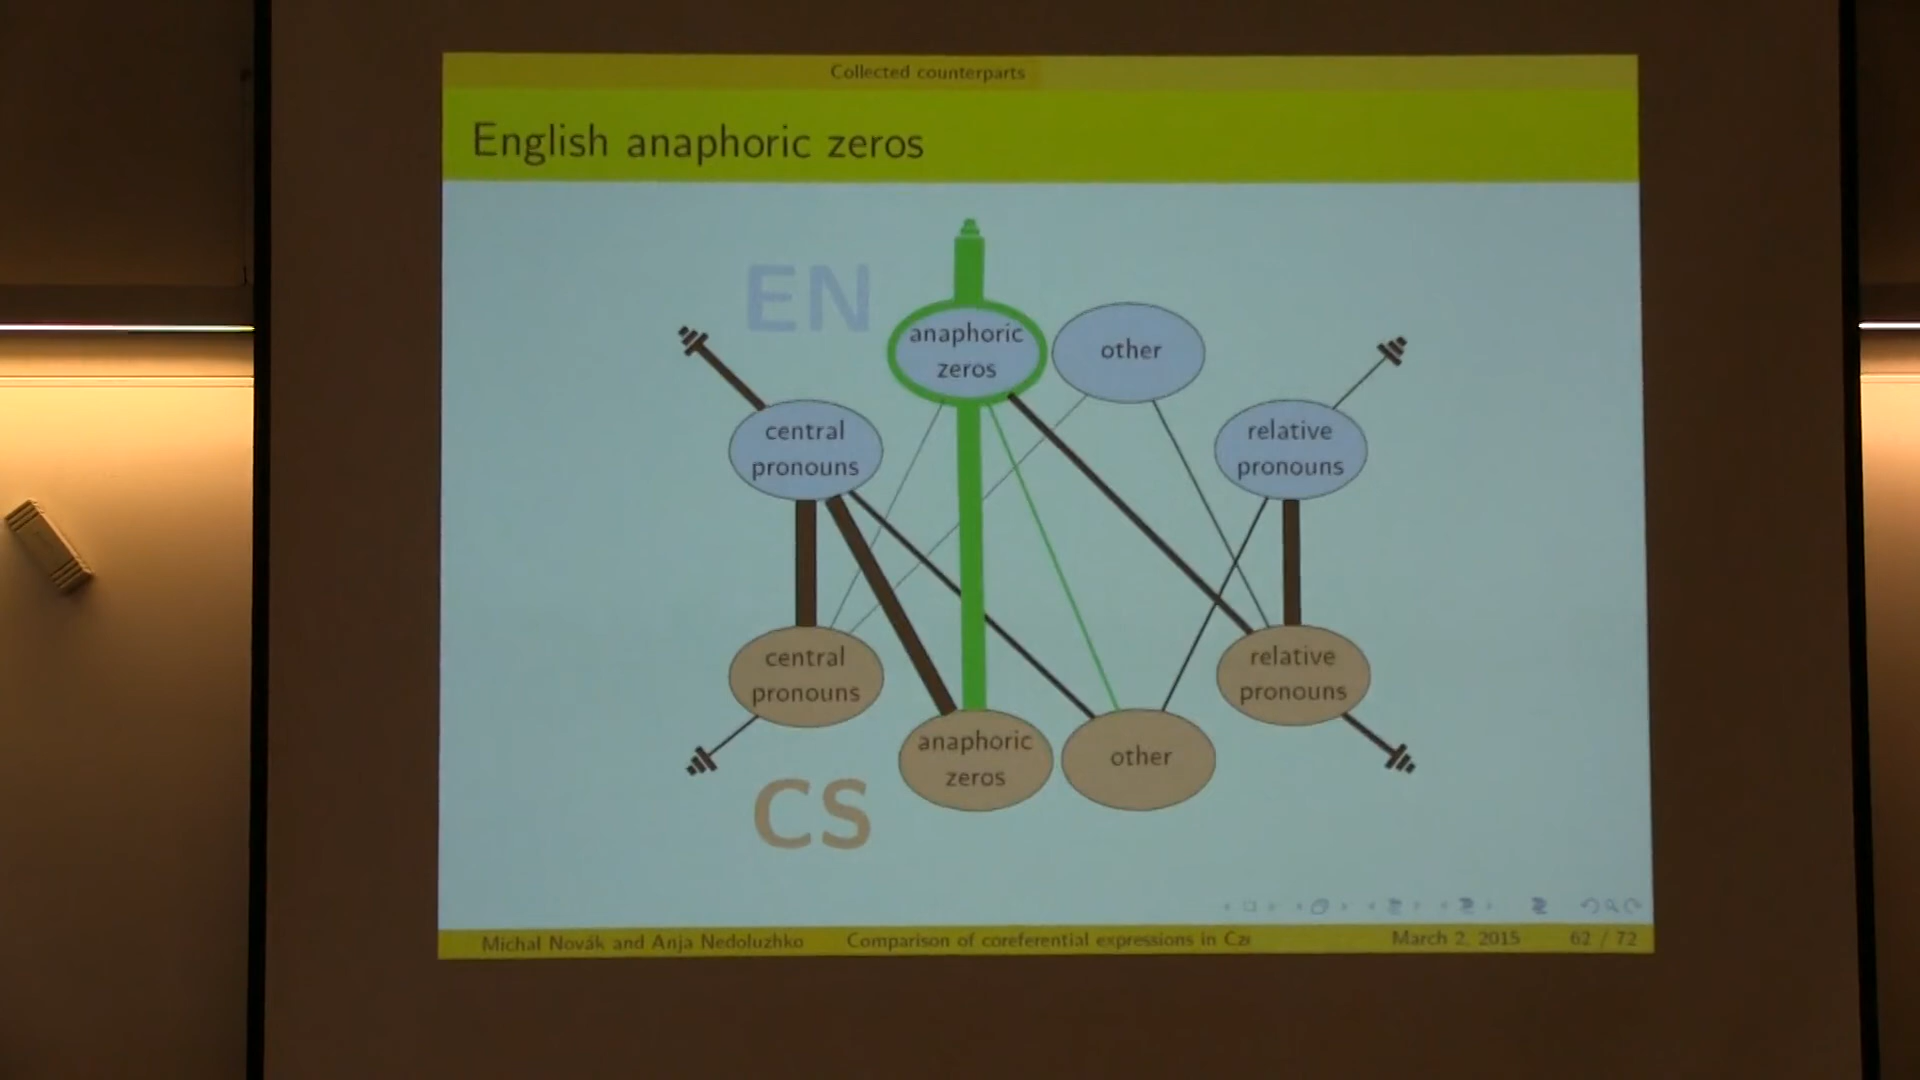 Collected counterparts
English anaphoric zeros
EN
anaphoric
zeros
other
central
pronouns
relative
pronouns
central
pronouns
relative
pronouns
anaphoric
zeros
other
CS
Michal Novák and Anja Nedoluzhko Comparison of coreferential expressions in Cze March 2, 2015 62 / 72